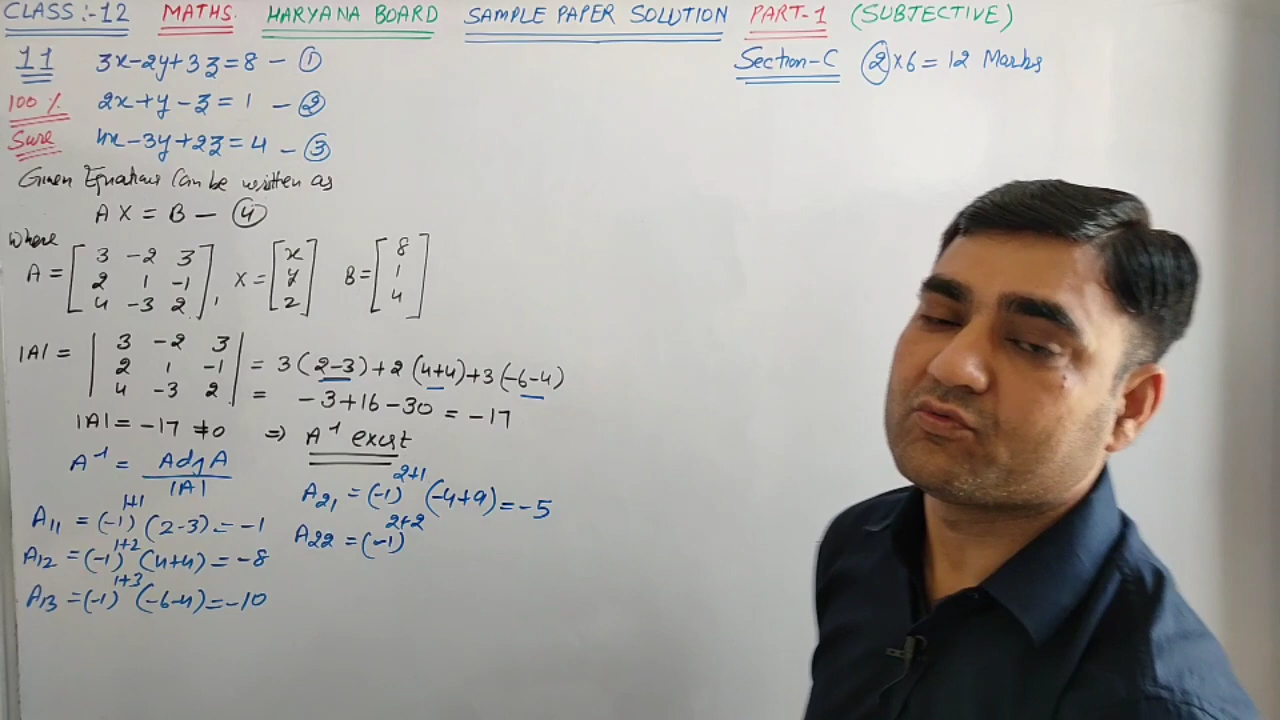 CLASS:-12 MATHS. HARYANA BOARD SAMPLE PAPER SOLUTION PART-1 (SUBTECTIVE)
11 3x-2y+3z=8 - ①
100% 2x+y-z=1 - ②
Sure 4x-3y+2z=4 - ③
Section-C ②×6=12 Marks
Given Equations Can be written as
AX = B - ④
Where
A = [3 -2 3 / 2 1 -1 / 4 -3 2], X = [x / y / z] B = [8 / 1 / 4]
|A| = |3 -2 3 / 2 1 -1 / 4 -3 2| = 3(2-3)+2(4+4)+3(-6-4)
= -3+16-30 = -17
|A| = -17 ≠0 ⇒ A⁻¹ exist
A⁻¹ = Adj A / |A|
A₁₁ = (-1)¹⁺¹ (2-3) = -1
A₁₂ = (-1)¹⁺² (4+4) = -8
A₁₃ = (-1)¹⁺³ (-6-4) = -10
A₂₁ = (-1)²⁺¹ (-4+9) = -5
A₂₂ = (-1)²⁺²